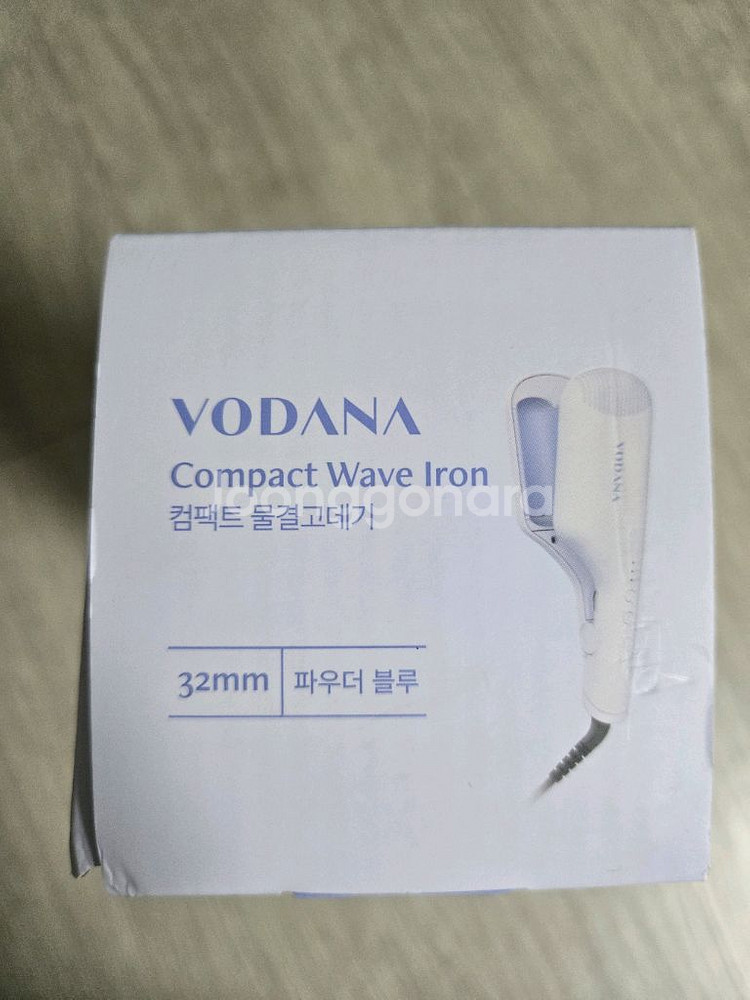 VODANA
Compact Wave Iron
joonggonara
컴팩트 물결고데기
32mm
파우더 블루
VODANA